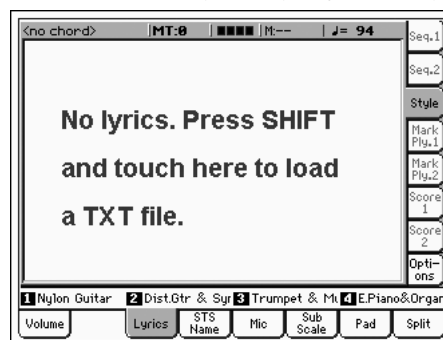 <no chord> MT:0 M:-- ♩= 94
No lyrics. Press SHIFT
and touch here to load
a TXT file.
Seq.1
Seq.2
Style
Mark
Ply.1
Mark
Ply.2
Score
1
Score
2
Opti-
ons
1 Nylon Guitar 2 Dist.Gtr & Syr 3 Trumpet & Mu 4 E.Piano&Organ
Volume Lyrics STS Name Mic Sub Scale Pad Split